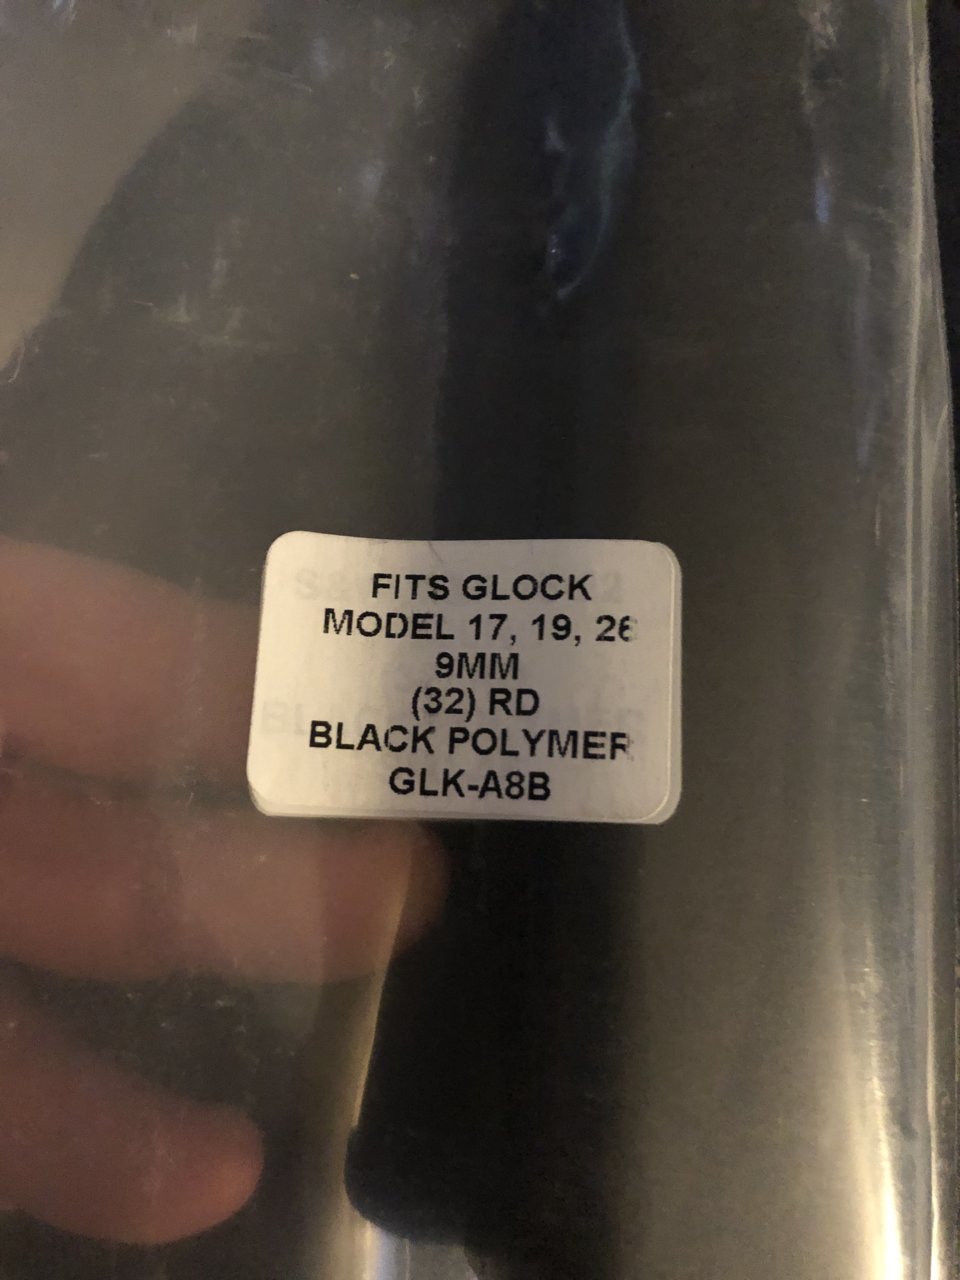 FITS GLOCK
MODEL 17, 19, 26
9MM
(32) RD
BLACK POLYMER
GLK-A8B